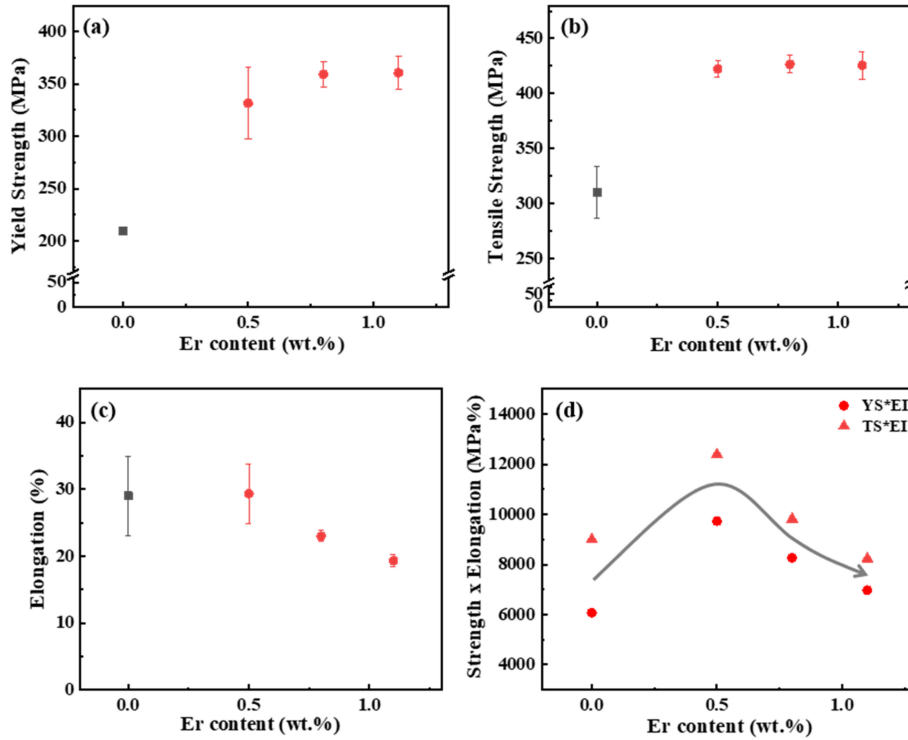 (a)
Yield Strength (MPa)
400
350
300
250
200
50
0
0.0
0.5
1.0
Er content (wt.%)
(b)
Tensile Strength (MPa)
450
400
350
300
250
50
0
0.0
0.5
1.0
Er content (wt.%)
(c)
Elongation (%)
40
30
20
10
0
0.0
0.5
1.0
Er content (wt.%)
(d)
Strength x Elongation (MPa%)
14000
12000
10000
8000
6000
4000
YS*El
TS*El
0.0
0.5
1.0
Er content (wt.%)